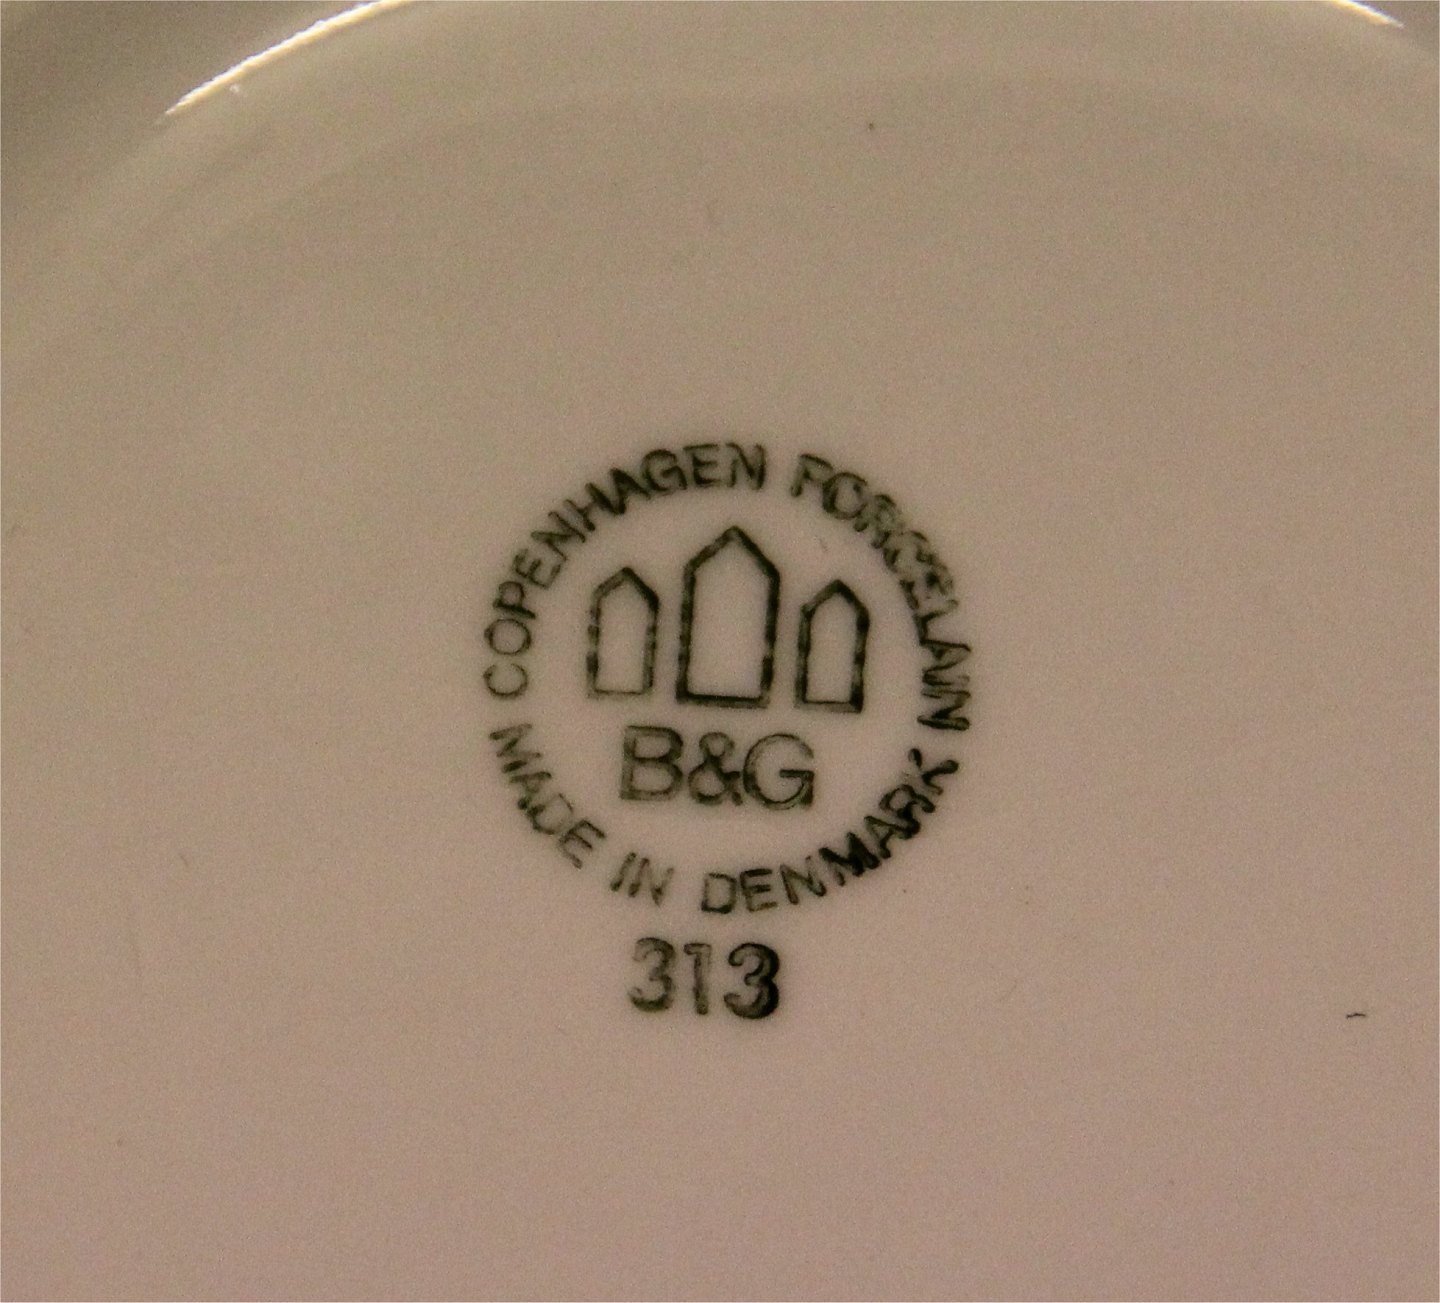 COPENHAGEN PORCELAIN
B&G
MADE IN DENMARK
313